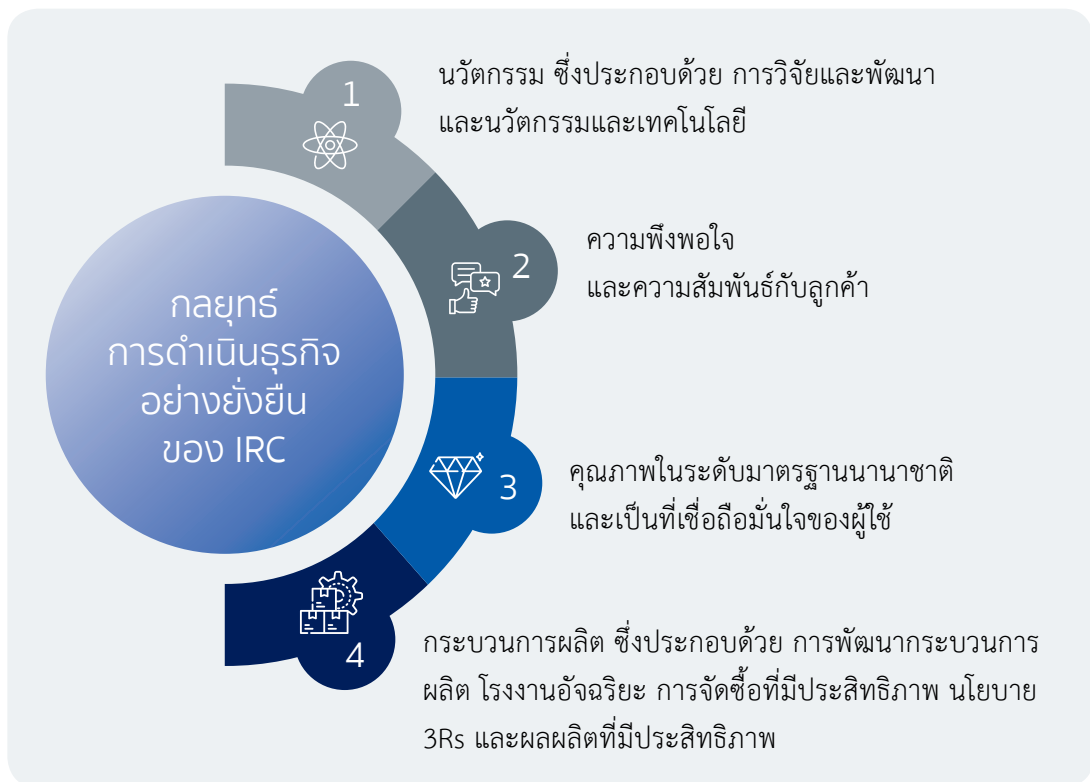 กลยุทธ์
การดำเนินธุรกิจ
อย่างยั่งยืน
ของ IRC
1
นวัตกรรม ซึ่งประกอบด้วย การวิจัยและพัฒนา
และนวัตกรรมและเทคโนโลยี
2
ความพึงพอใจ
และความสัมพันธ์กับลูกค้า
3
คุณภาพในระดับมาตรฐานนานาชาติ
และเป็นที่เชื่อถือมั่นใจของผู้ใช้
4
กระบวนการผลิต ซึ่งประกอบด้วย การพัฒนากระบวนการ
ผลิต โรงงานอัจฉริยะ การจัดซื้อที่มีประสิทธิภาพ นโยบาย
3Rs และผลผลิตที่มีประสิทธิภาพ